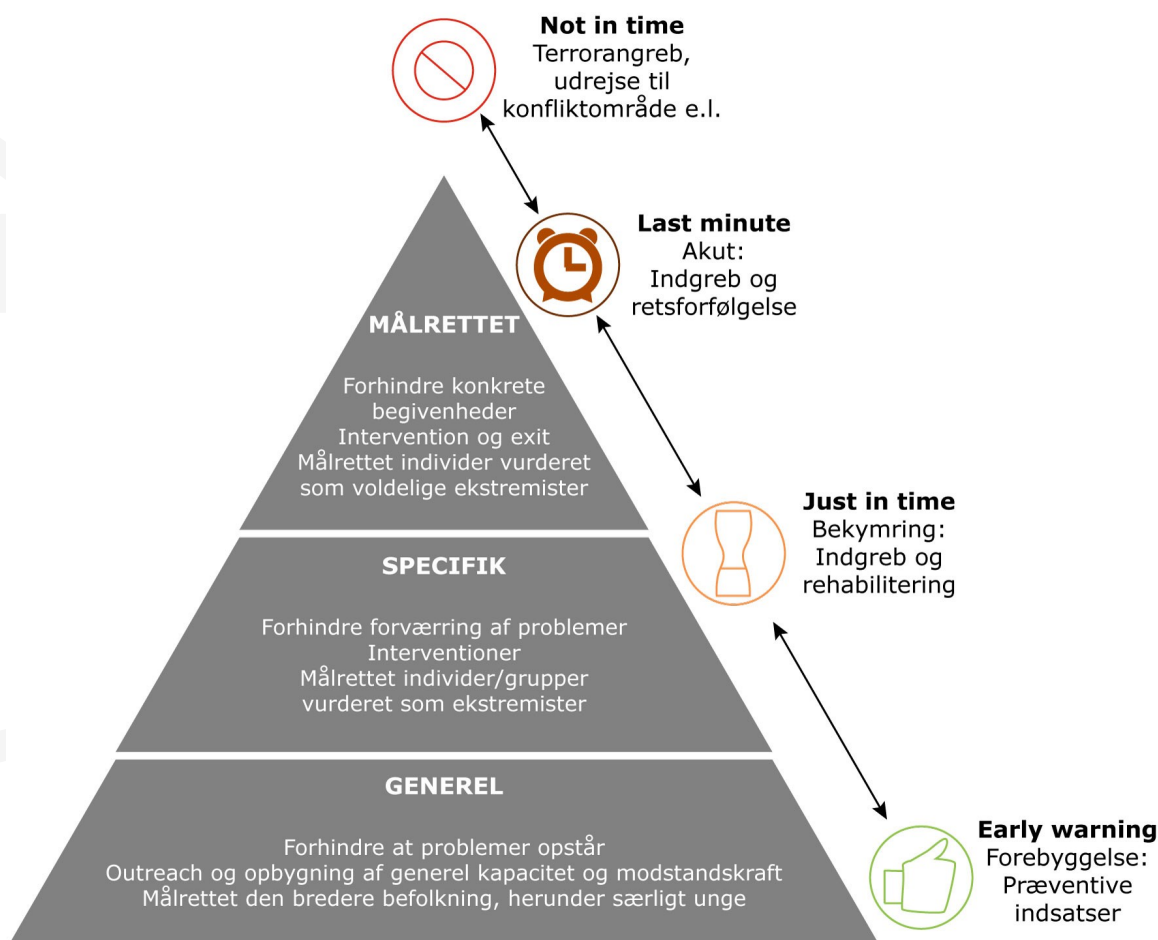 Not in time
Terrorangreb,
udrejse til
konfliktområde e.l.
Last minute
Akut:
Indgreb og
retsforfølgelse
MÅLRETTET
Forhindre konkrete
begivenheder
Intervention og exit
Målrettet individer vurderet
som voldelige ekstremister
Just in time
Bekymring:
Indgreb og
rehabilitering
SPECIFIK
Forhindre forværring af problemer
Interventioner
Målrettet individer/grupper
vurderet som ekstremister
GENEREL
Forhindre at problemer opstår
Outreach og opbygning af generel kapacitet og modstandskraft
Målrettet den bredere befolkning, herunder særligt unge
Early warning
Forebyggelse:
Præventive
indsatser